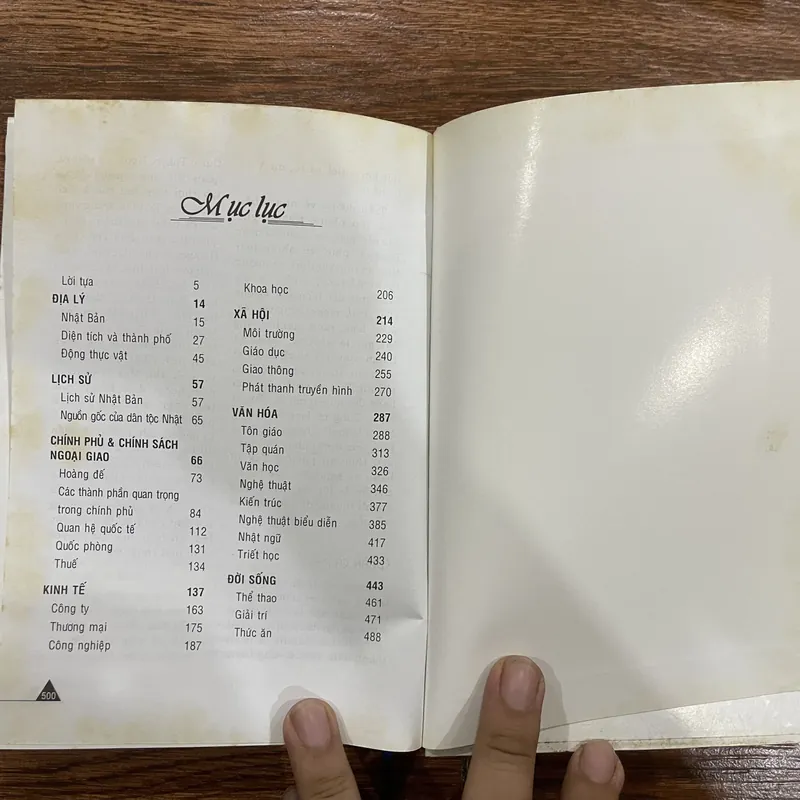 Mục lục
Lời tựa 5
ĐỊA LÝ 14
Nhật Bản 15
Diện tích và thành phố 27
Động thực vật 45
LỊCH SỬ 57
Lịch sử Nhật Bản 57
Nguồn gốc của dân tộc Nhật 65
CHÍNH PHỦ & CHÍNH SÁCH
NGOẠI GIAO 66
Hoàng đế 73
Các thành phần quan trọng
trong chính phủ 84
Quan hệ quốc tế 112
Quốc phòng 131
Thuế 134
KINH TẾ 137
Công ty 163
Thương mại 175
Công nghiệp 187
Khoa học 206
XÃ HỘI 214
Môi trường 229
Giáo dục 240
Giao thông 255
Phát thanh truyền hình 270
VĂN HÓA 287
Tôn giáo 288
Tập quán 313
Văn học 326
Nghệ thuật 346
Kiến trúc 377
Nghệ thuật biểu diễn 385
Nhật ngữ 417
Triết học 433
ĐỜI SỐNG 443
Thể thao 461
Giải trí 471
Thức ăn 488
500